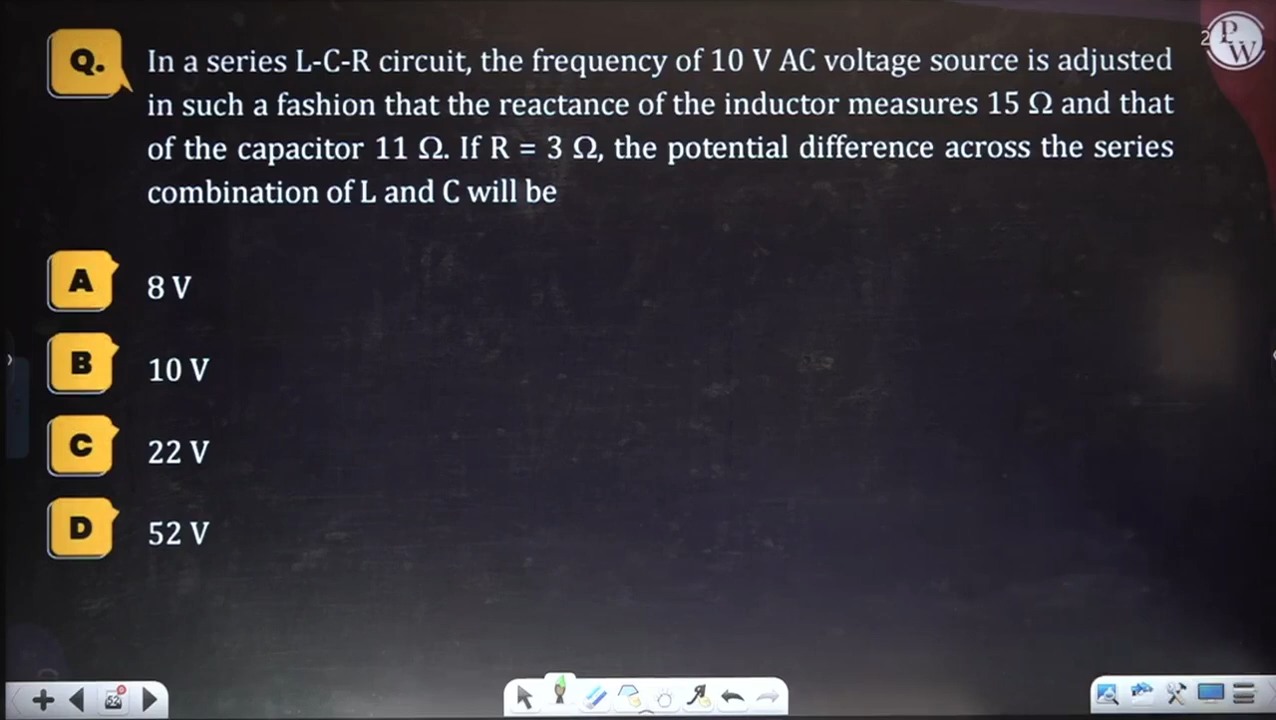 Q.
In a series L-C-R circuit, the frequency of 10 V AC voltage source is adjusted
in such a fashion that the reactance of the inductor measures 15 Ω and that
of the capacitor 11 Ω. If R = 3 Ω, the potential difference across the series
combination of L and C will be
A 8 V
B 10 V
C 22 V
D 52 V
2
PW